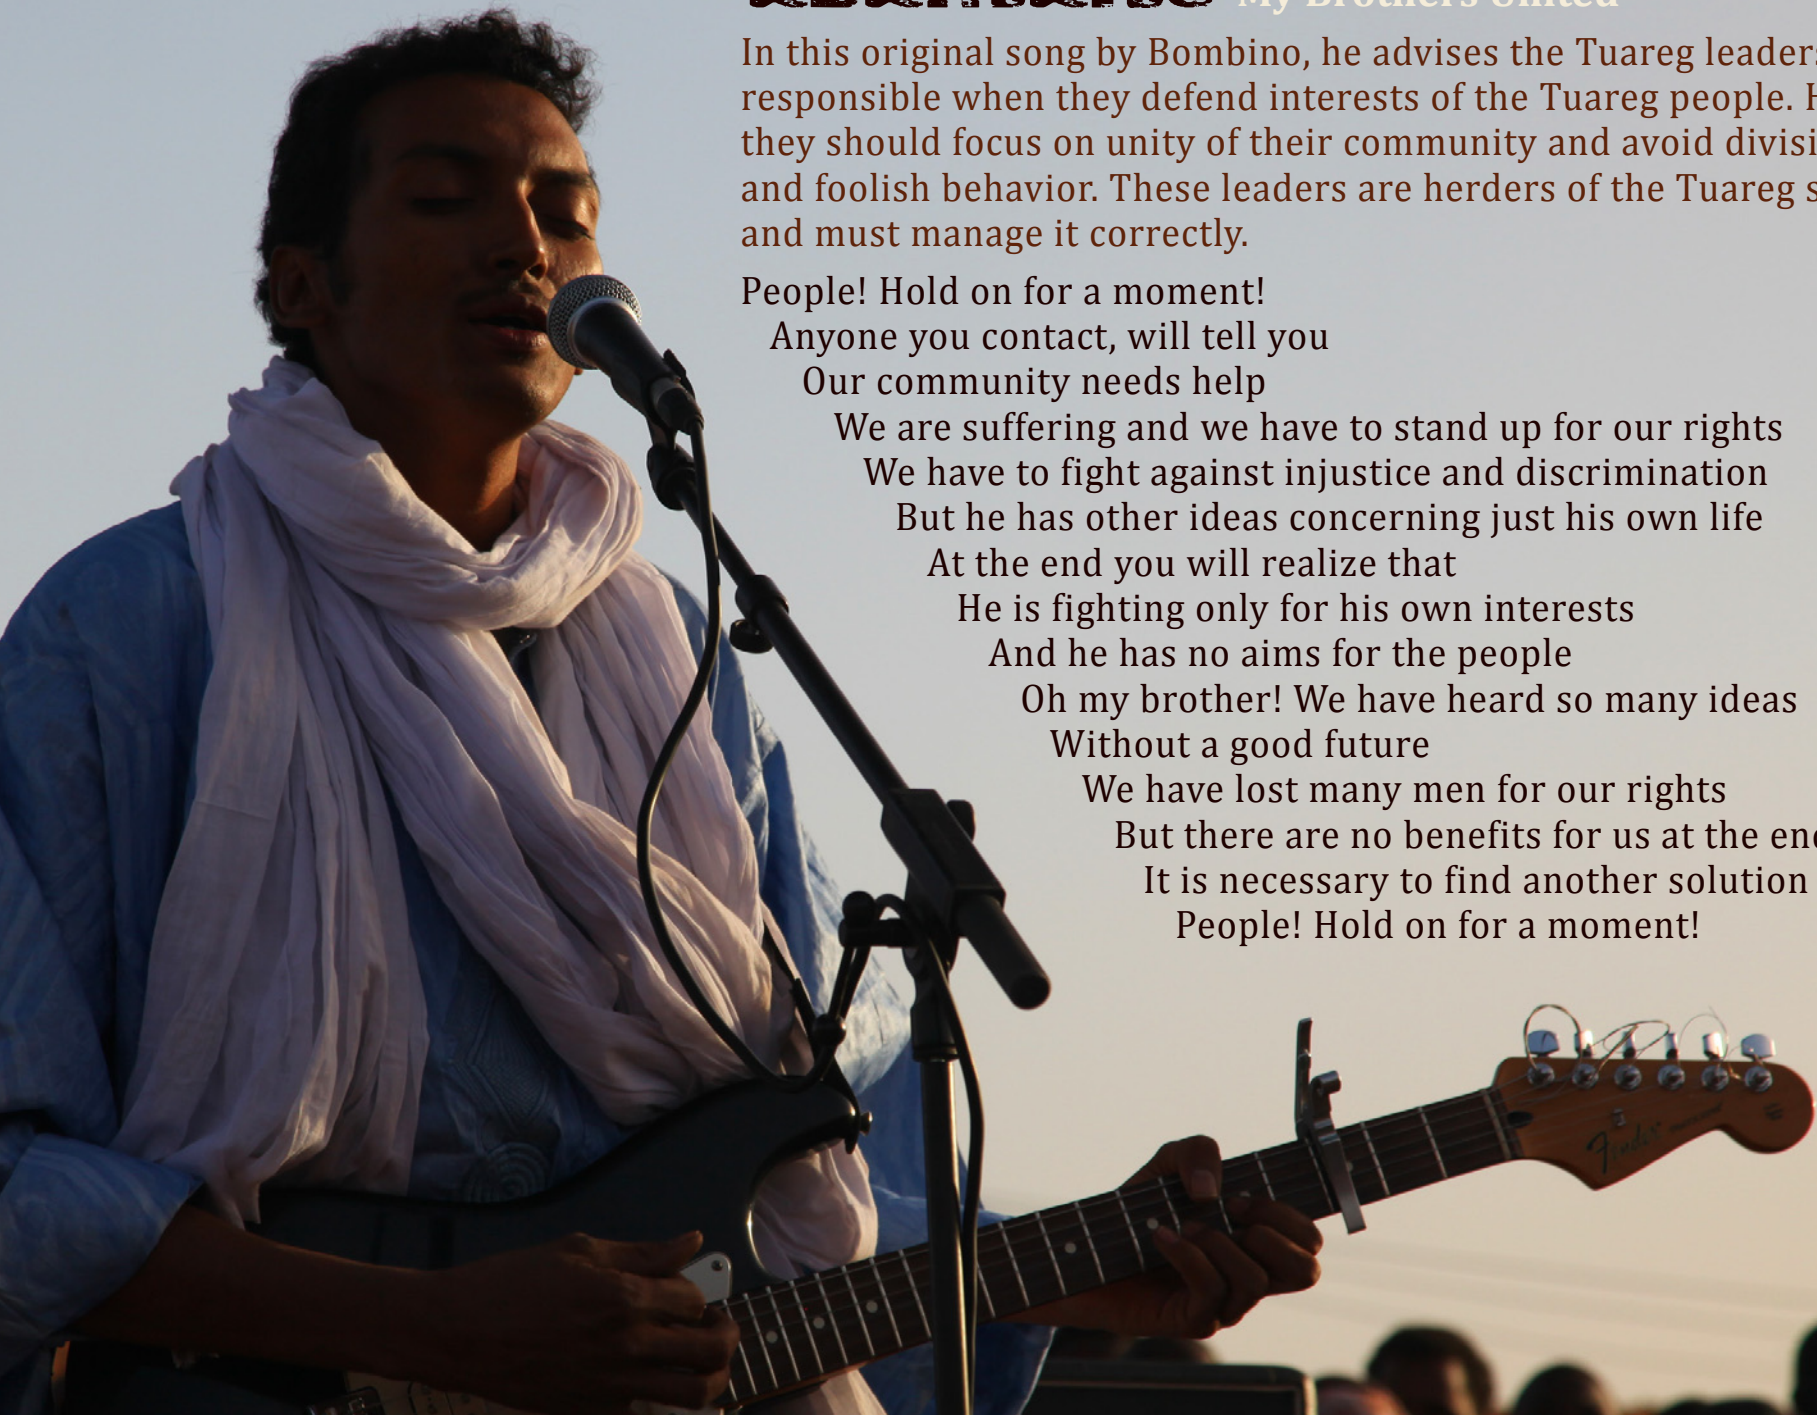 My Brothers United
In this original song by Bombino, he advises the Tuareg leader
responsible when they defend interests of the Tuareg people.
they should focus on unity of their community and avoid
and foolish behavior. These leaders are herders of the Tuareg
and must manage it correctly.
People! Hold on for a moment!
Anyone you contact, will tell you
Our community needs help
We are suffering and we have to stand up for our rights
We have to fight against injustice and discrimination
But he has other ideas concerning just his own life
At the end you will realize that
He is fighting only for his own interests
And he has no aims for the people
Oh my brother! We have heard so many ideas
Without a good future
We have lost many men for our rights
But there are no benefits for us at the
It is necessary to find another solution
People! Hold on for a moment!
Fender